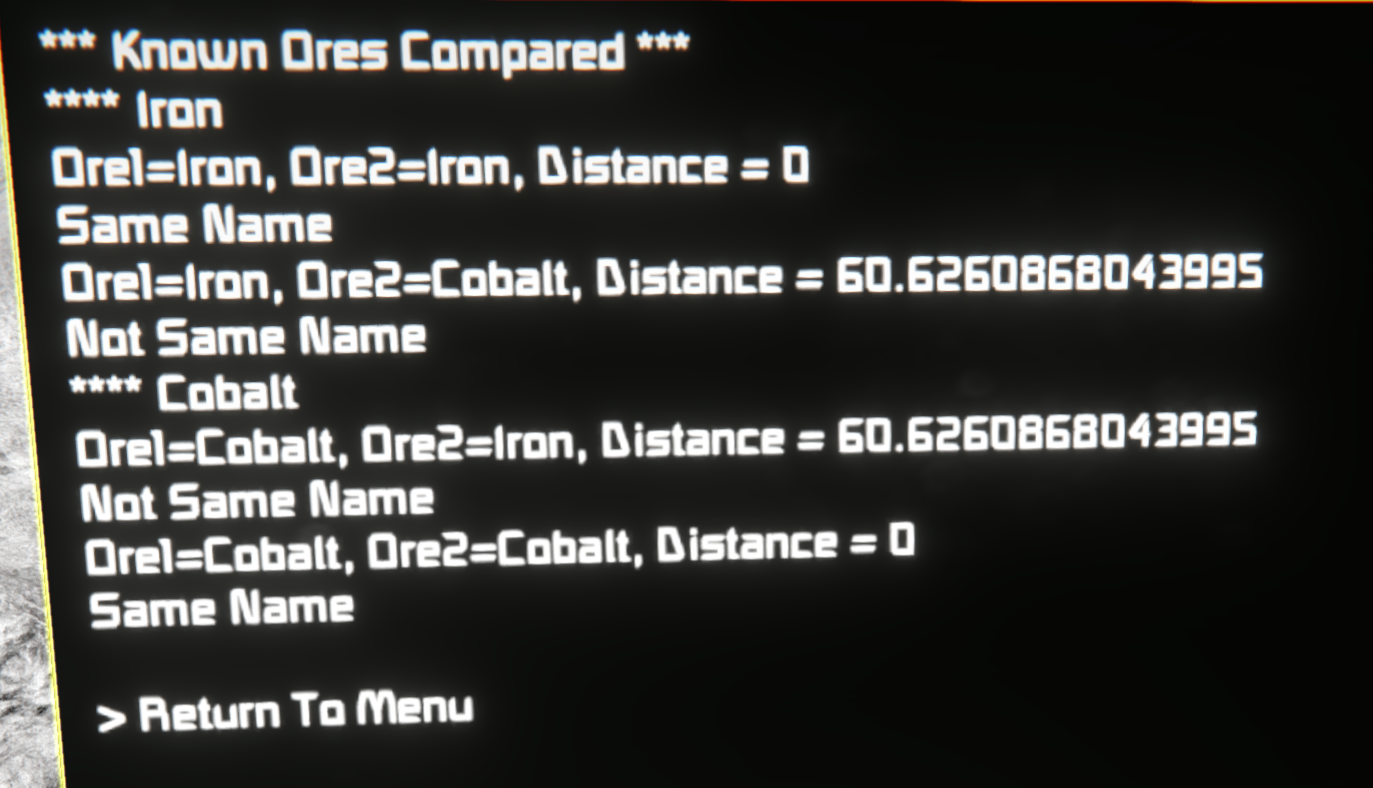 *** Known Ores Compared ***
**** Iron
Ore1=Iron, Ore2=Iron, Distance = 0
Same Name
Ore1=Iron, Ore2=Cobalt, Distance = 60.6260868043995
Not Same Name
**** Cobalt
Ore1=Cobalt, Ore2=Iron, Distance = 60.6260868043995
Not Same Name
Ore1=Cobalt, Ore2=Cobalt, Distance = 0
Same Name
> Return To Menu